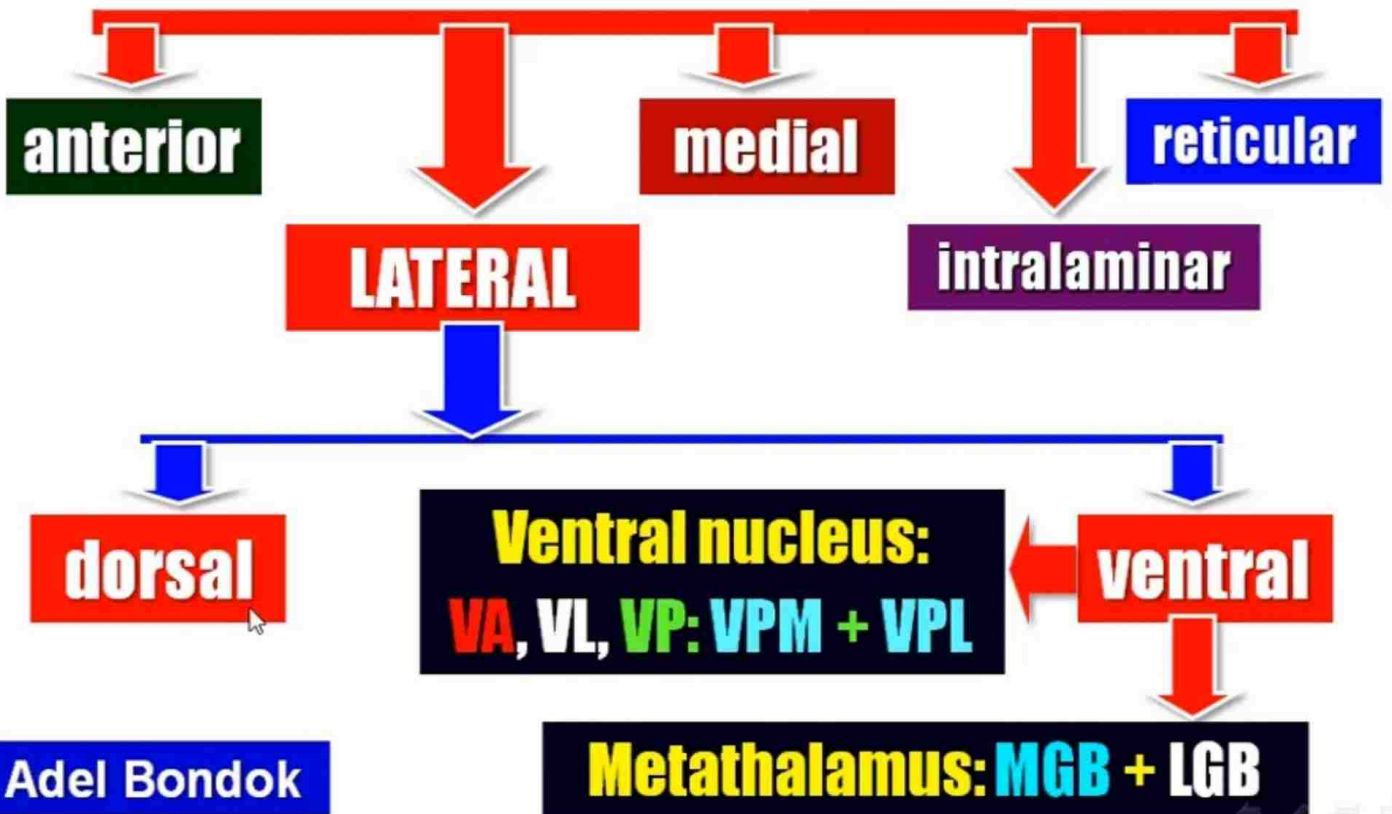 anterior
medial
reticular
LATERAL
intralaminar
dorsal
Ventral nucleus:
VA, VL, VP: VPM + VPL
ventral
Adel Bondok
Metathalamus: MGB + LGB